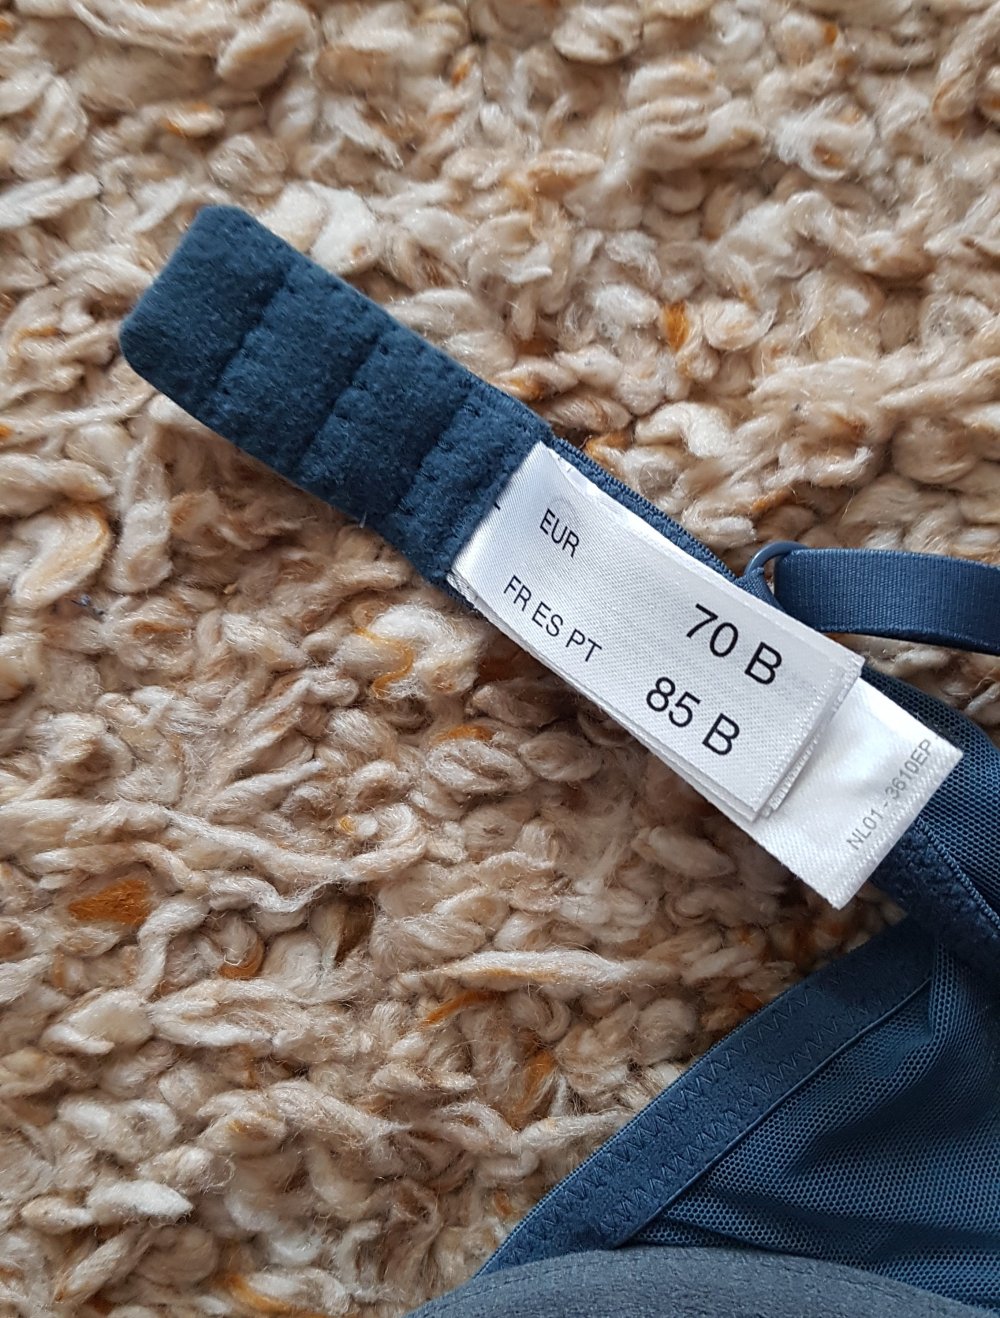 EUR 70 B
FR ES PT 85 B
NL01 - 3610EP